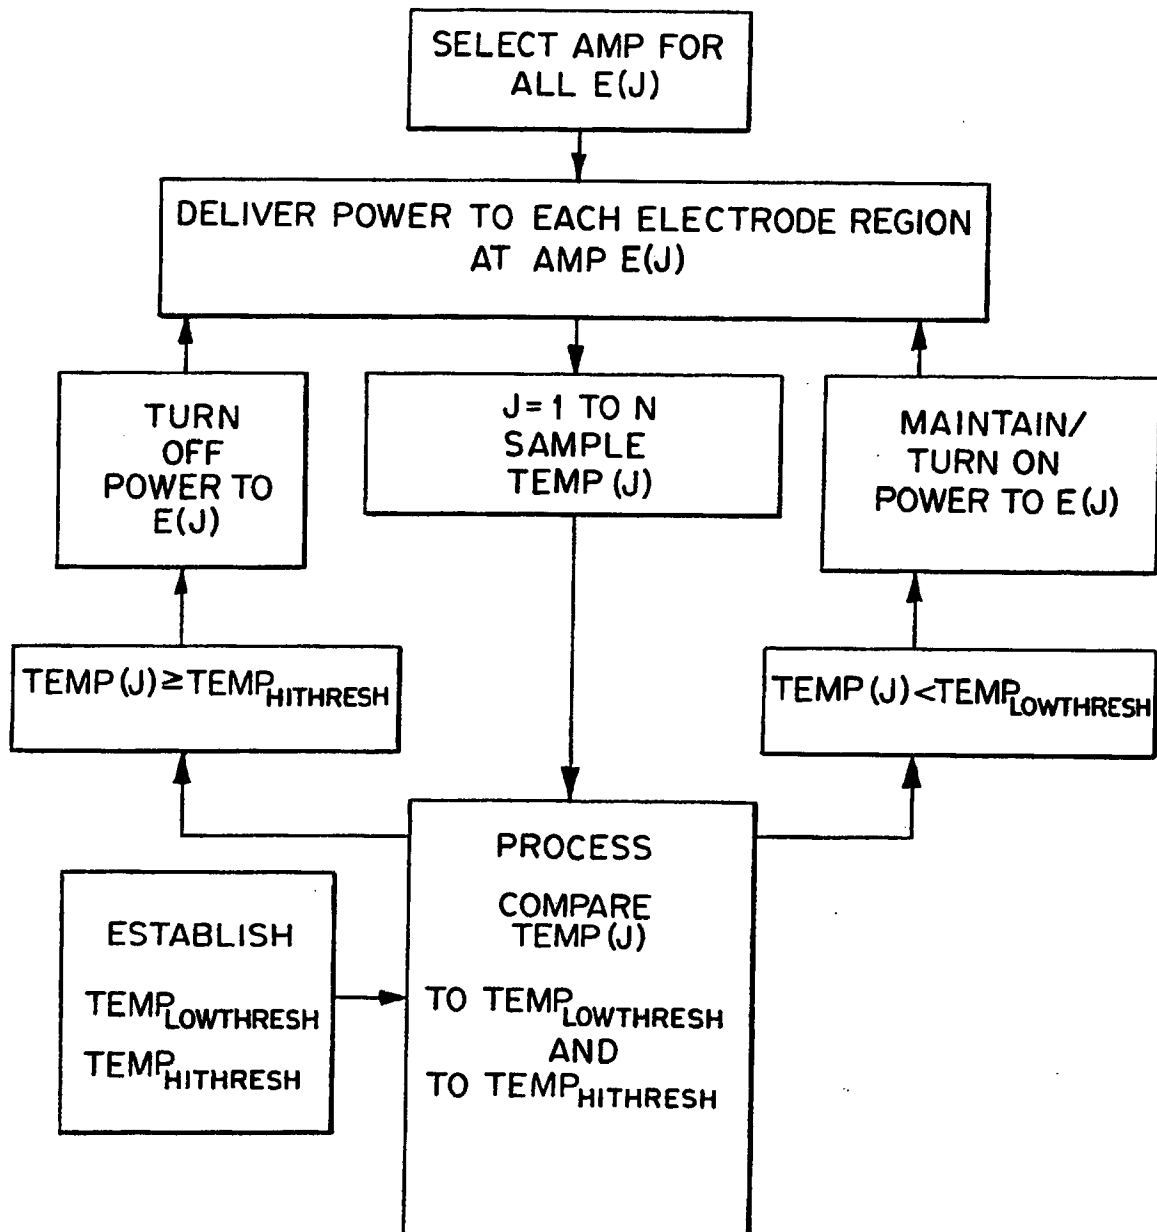 SELECT AMP FOR
ALL E(J)
DELIVER POWER TO EACH ELECTRODE REGION
AT AMP E(J)
TURN
OFF
POWER TO
E(J)
J=1 TO N
SAMPLE
TEMP(J)
MAINTAIN/
TURN ON
POWER TO E(J)
TEMP(J)≥TEMPHITHRESH
TEMP(J)<TEMPLOWTHRESH
PROCESS
COMPARE
TEMP(J)
TO TEMPLOWTHRESH
AND
TO TEMPHITHRESH
ESTABLISH
TEMPLOWTHRESH
TEMPHITHRESH